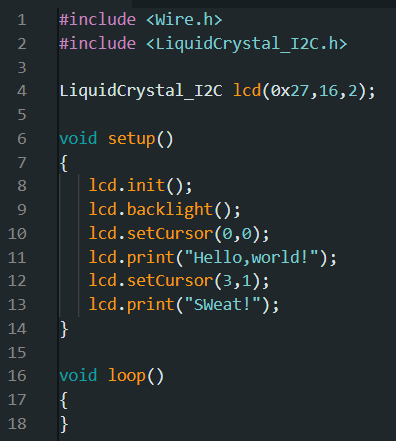 1 #include <Wire.h>
2 #include <LiquidCrystal_I2C.h>
3
4 LiquidCrystal_I2C lcd(0x27,16,2);
5
6 void setup()
7 {
8 lcd.init();
9 lcd.backlight();
10 lcd.setCursor(0,0);
11 lcd.print("Hello,world!");
12 lcd.setCursor(3,1);
13 lcd.print("SWeat!");
14 }
15
16 void loop()
17 {
18 }